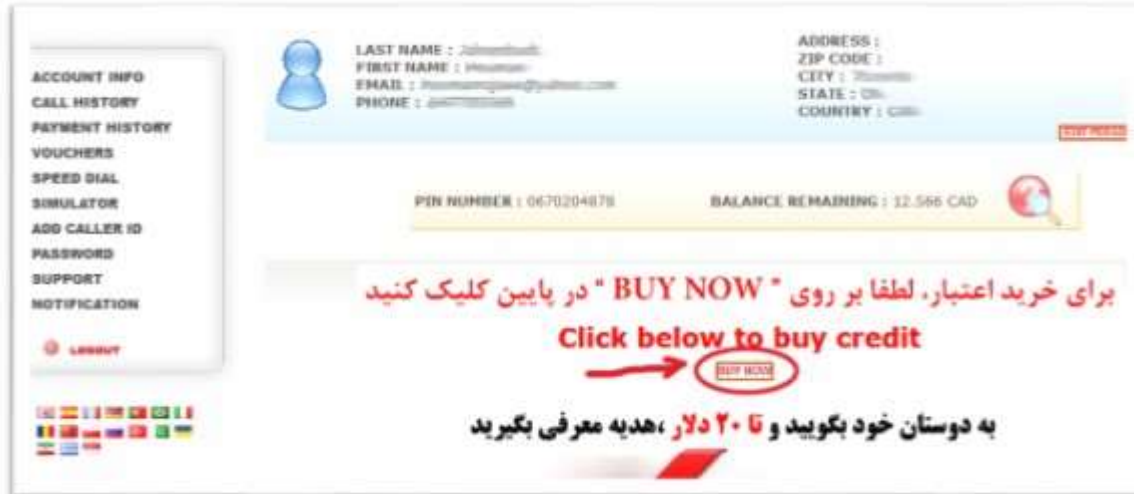 ACCOUNT INFO
CALL HISTORY
PAYMENT HISTORY
VOUCHERS
SPEED DIAL
SIMULATOR
ADD CALLER ID
PASSWORD
SUPPORT
NOTIFICATION
LOGOUT
LAST NAME :
FIRST NAME :
EMAIL :
PHONE :
ADDRESS :
ZIP CODE :
CITY :
STATE :
COUNTRY :
PIN NUMBER : 0670204878
BALANCE REMAINING : 12.566 CAD
برای خرید اعتبار، لطفا بر روی " BUY NOW " در پایین کلیک کنید
Click below to buy credit
BUY NOW
به دوستان خود بگویید و تا ۲۰ دلار ،هدیه معرفی بگیرید